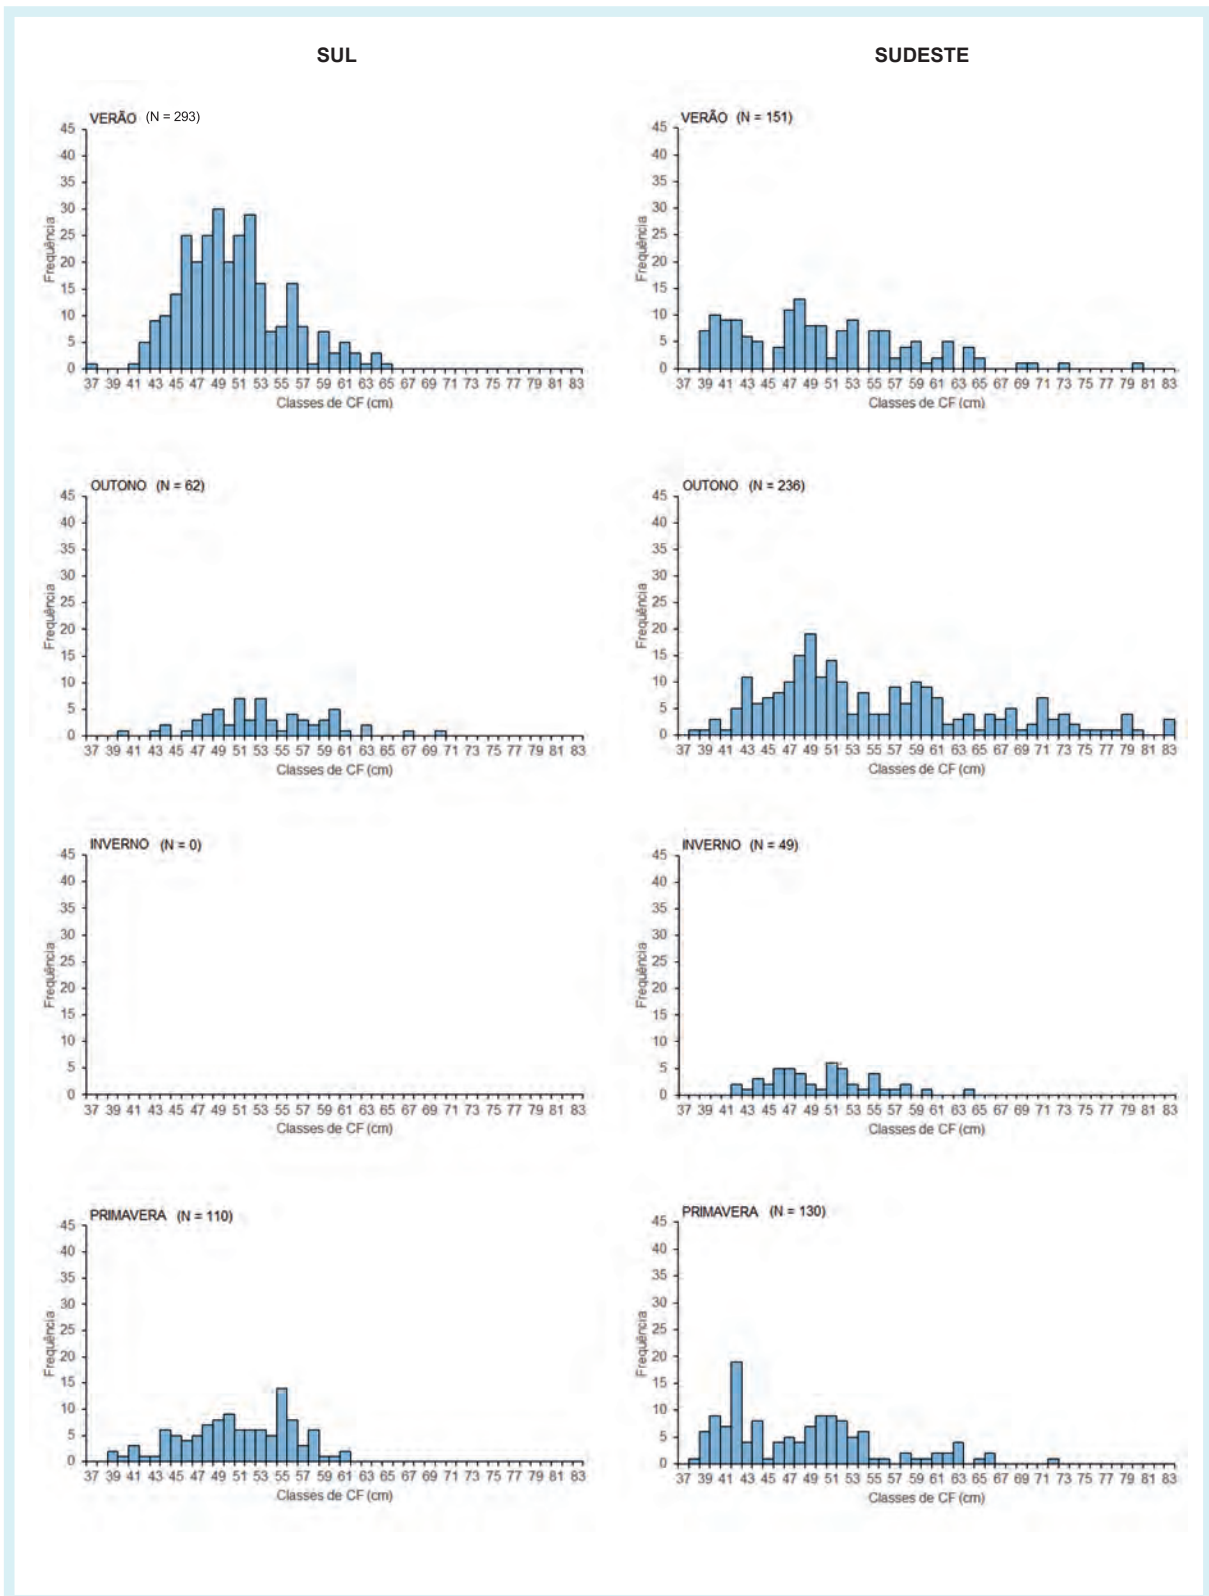 SUL
SUDESTE
VERÃO (N = 293)
45
40
35
30
25
20
15
10
5
0
Frequência
37 39 41 43 45 47 49 51 53 55 57 59 61 63 65 67 69 71 73 75 77 79 81 83
Classes de CF (cm)
VERÃO (N = 151)
45
40
35
30
25
20
15
10
5
0
Frequência
37 39 41 43 45 47 49 51 53 55 57 59 61 63 65 67 69 71 73 75 77 79 81 83
Classes de CF (cm)
OUTONO (N = 62)
45
40
35
30
25
20
15
10
5
0
Frequência
37 39 41 43 45 47 49 51 53 55 57 59 61 63 65 67 69 71 73 75 77 79 81 83
Classes de CF (cm)
OUTONO (N = 236)
45
40
35
30
25
20
15
10
5
0
Frequência
37 39 41 43 45 47 49 51 53 55 57 59 61 63 65 67 69 71 73 75 77 79 81 83
Classes de CF (cm)
INVERNO (N = 0)
45
40
35
30
25
20
15
10
5
0
Frequência
37 39 41 43 45 47 49 51 53 55 57 59 61 63 65 67 69 71 73 75 77 79 81 83
Classes de CF (cm)
INVERNO (N = 49)
45
40
35
30
25
20
15
10
5
0
Frequência
37 39 41 43 45 47 49 51 53 55 57 59 61 63 65 67 69 71 73 75 77 79 81 83
Classes de CF (cm)
PRIMAVERA (N = 110)
45
40
35
30
25
20
15
10
5
0
Frequência
37 39 41 43 45 47 49 51 53 55 57 59 61 63 65 67 69 71 73 75 77 79 81 83
Classes de CF (cm)
PRIMAVERA (N = 130)
45
40
35
30
25
20
15
10
5
0
Frequência
37 39 41 43 45 47 49 51 53 55 57 59 61 63 65 67 69 71 73 75 77 79 81 83
Classes de CF (cm)